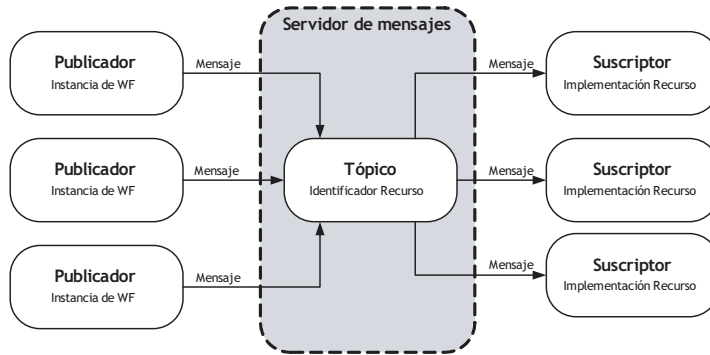 Servidor de mensajes
Publicador
Instancia de WF
Mensaje
Publicador
Instancia de WF
Mensaje
Publicador
Instancia de WF
Mensaje
Tópico
Identificador Recurso
Mensaje
Suscriptor
Implementación Recurso
Mensaje
Suscriptor
Implementación Recurso
Mensaje
Suscriptor
Implementación Recurso